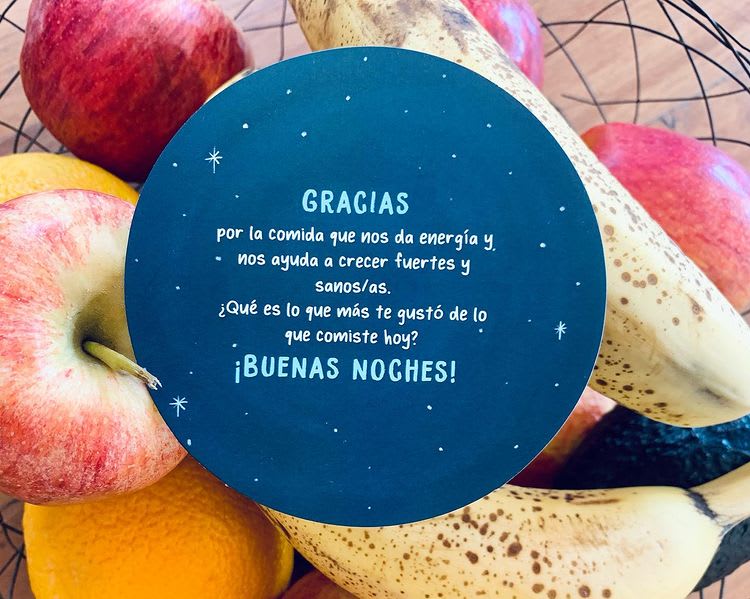 GRACIAS
por la comida que nos da energía y
nos ayuda a crecer fuertes y
sanos/as.
¿Qué es lo que más te gustó de lo
que comiste hoy?
¡BUENAS NOCHES!